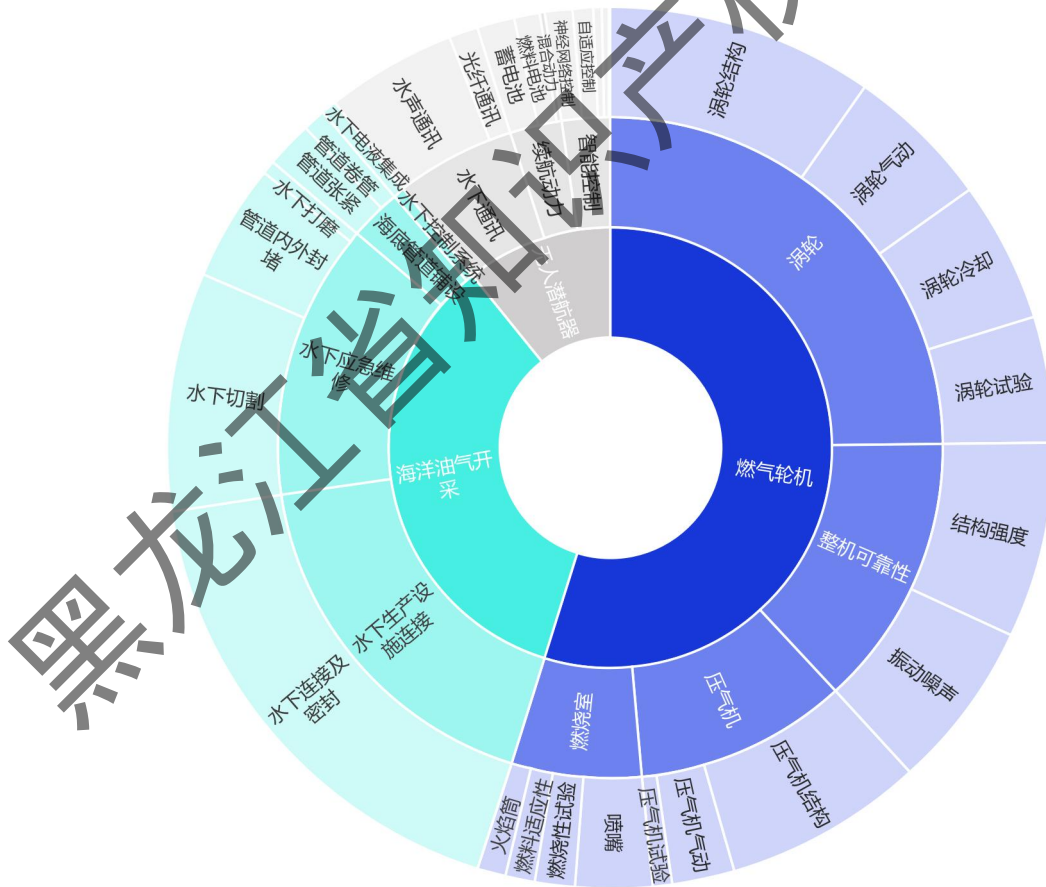 燃气轮机
涡轮
涡轮结构
涡轮气动
涡轮冷却
涡轮试验
整机可靠性
结构强度
振动噪声
压气机
压气机结构
压气机气动
压气机试验
燃烧室
喷嘴
燃烧性试验
燃料适应性
火焰筒
海洋油气开
采
水下生产设
施连接
水下连接及
密封
水下应急维
修
水下切割
管道内外封
堵
水下打磨
海底管道铺设
管道张紧
管道卷管
水下控制系统
水下电液集成
无人潜航器
水下通讯
水声通讯
光纤通讯
续航动力
蓄电池
燃料电池
混合动力
智能控制
神经网络控制
自适应控制
黑龙江省知识产权